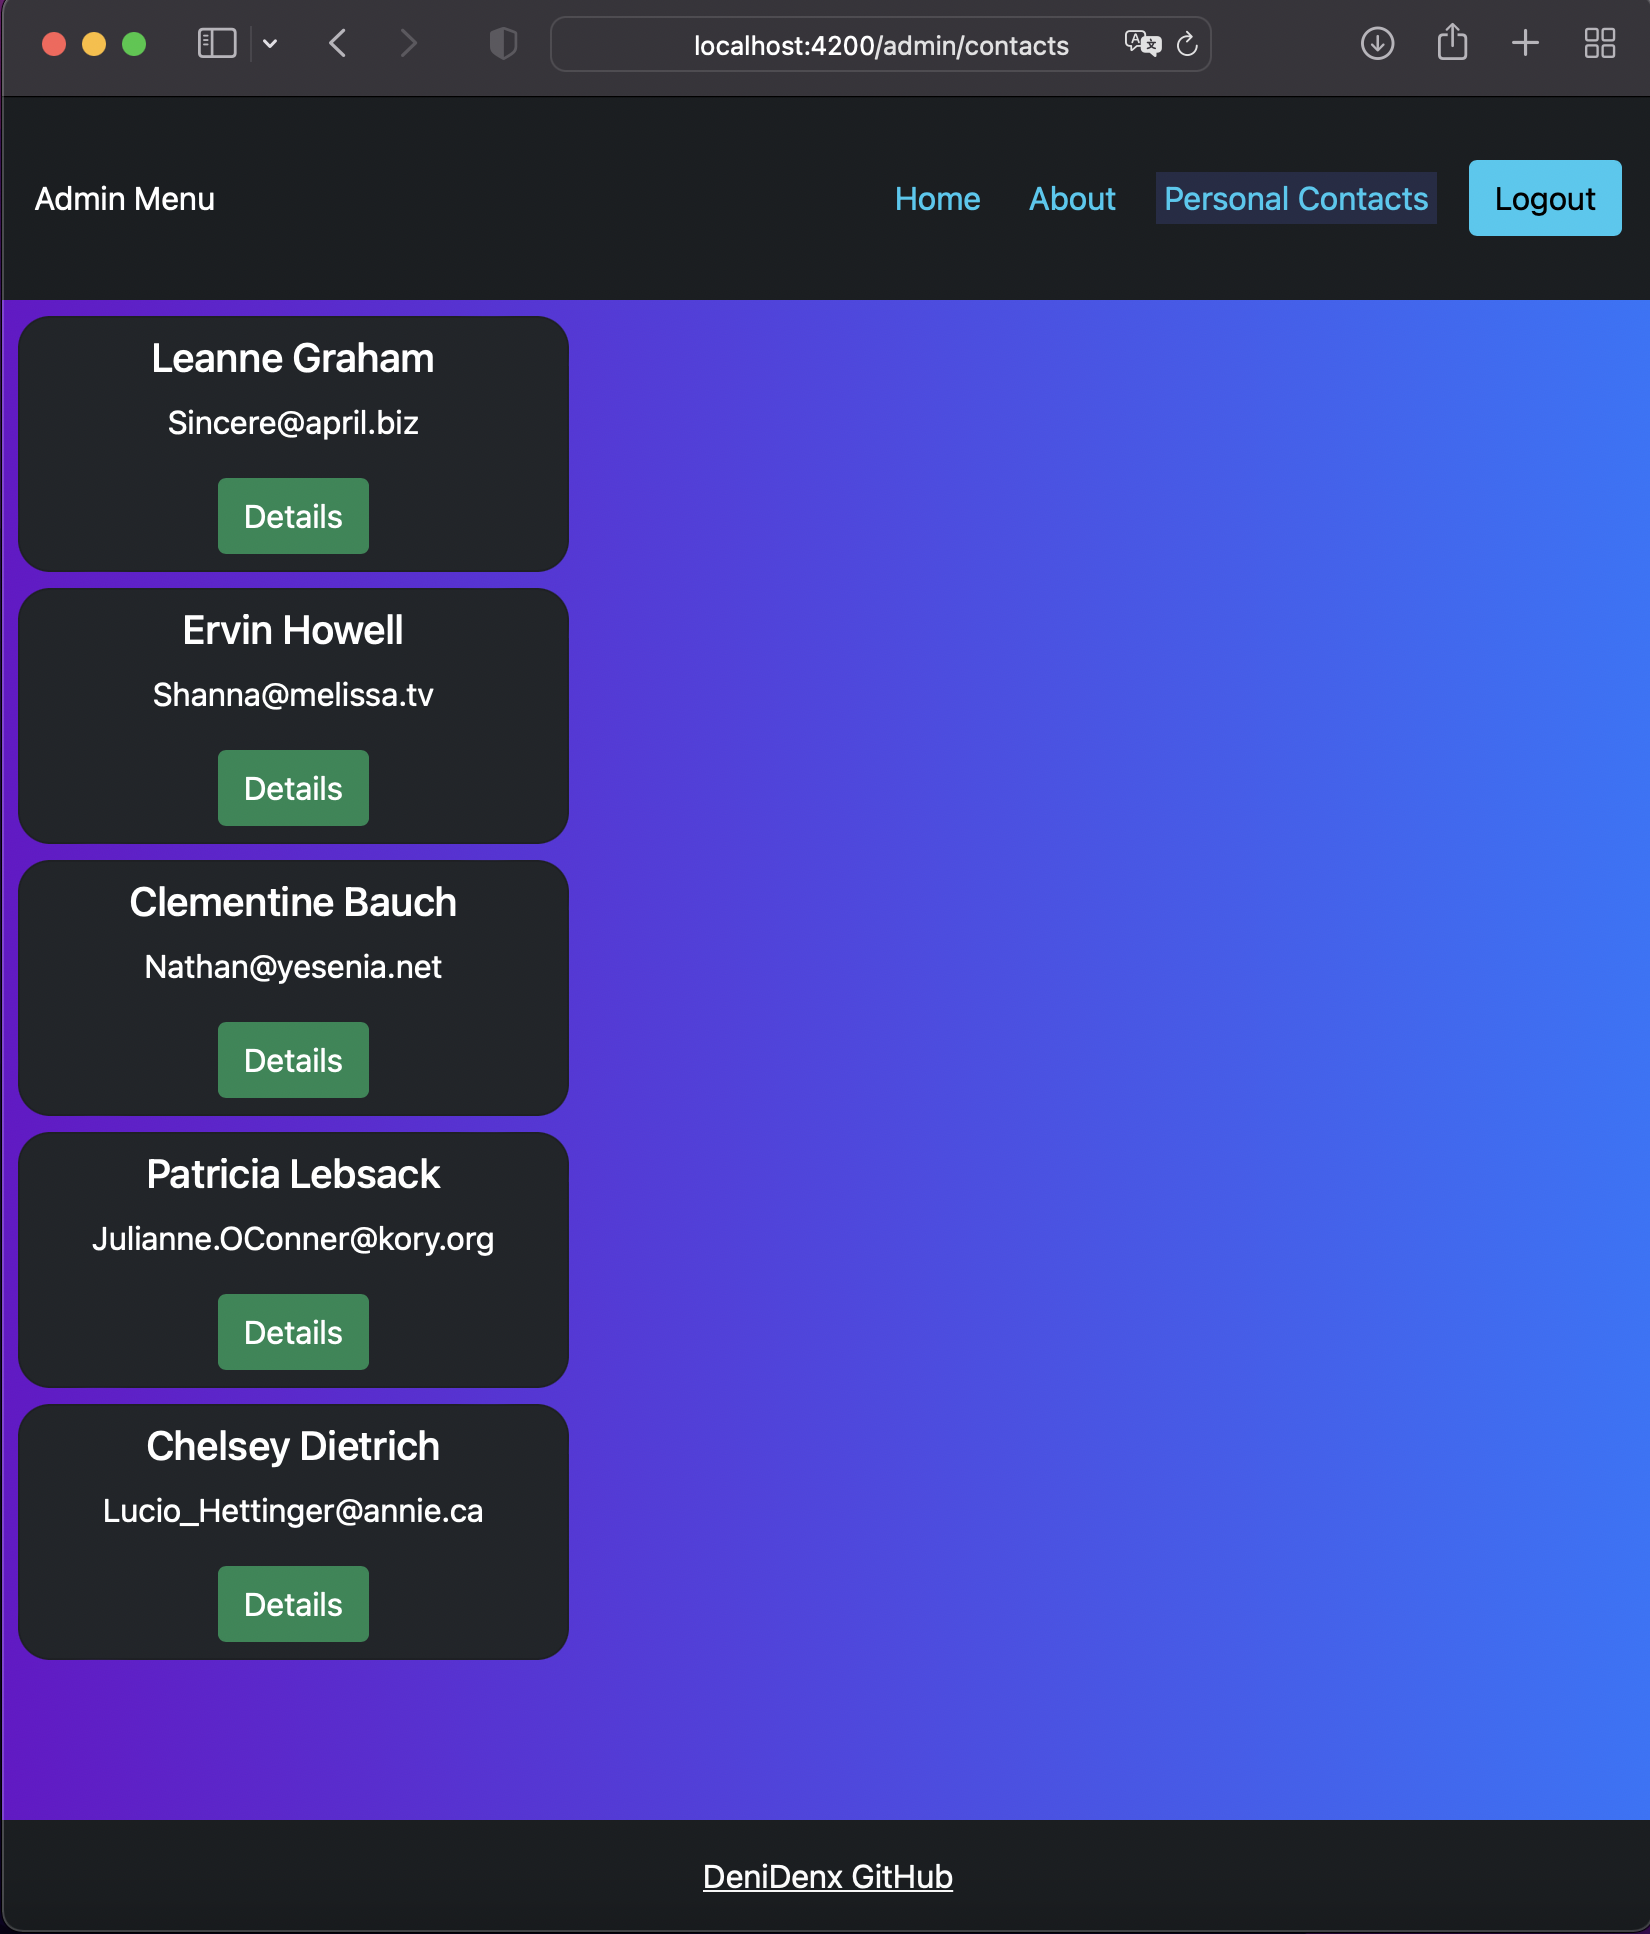 localhost:4200/admin/contacts
Admin Menu
Home
About
Personal Contacts
Logout
Leanne Graham
Sincere@april.biz
Details
Ervin Howell
Shanna@melissa.tv
Details
Clementine Bauch
Nathan@yesenia.net
Details
Patricia Lebsack
Julianne.OConner@kory.org
Details
Chelsey Dietrich
Lucio_Hettinger@annie.ca
Details
DeniDenx GitHub